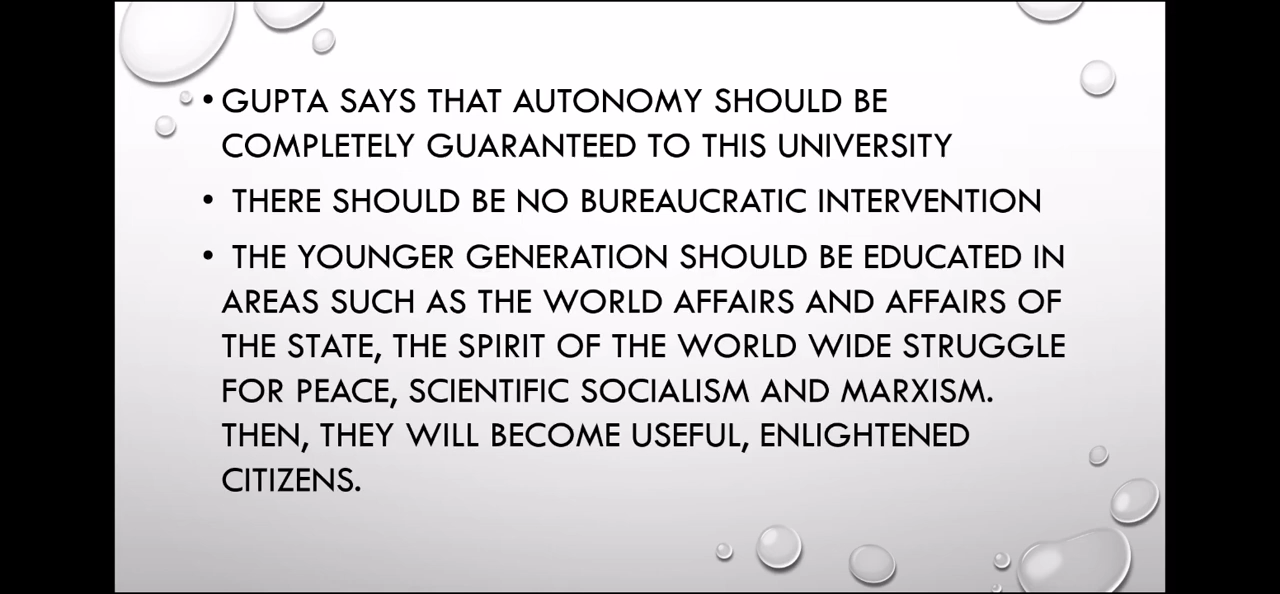 • GUPTA SAYS THAT AUTONOMY SHOULD BE
COMPLETELY GUARANTEED TO THIS UNIVERSITY
• THERE SHOULD BE NO BUREAUCRATIC INTERVENTION
• THE YOUNGER GENERATION SHOULD BE EDUCATED IN
AREAS SUCH AS THE WORLD AFFAIRS AND AFFAIRS OF
THE STATE, THE SPIRIT OF THE WORLD WIDE STRUGGLE
FOR PEACE, SCIENTIFIC SOCIALISM AND MARXISM.
THEN, THEY WILL BECOME USEFUL, ENLIGHTENED
CITIZENS.